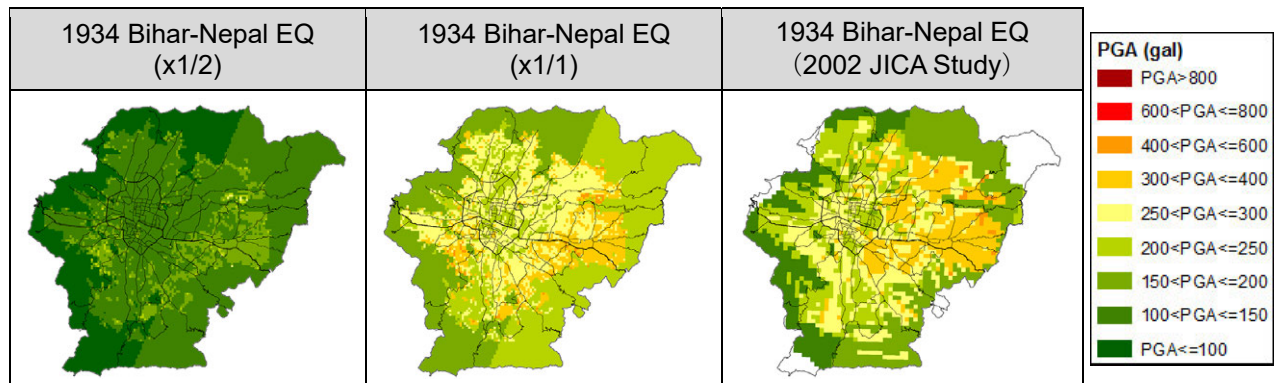 1934 Bihar-Nepal EQ
(x1/2)
1934 Bihar-Nepal EQ
(x1/1)
1934 Bihar-Nepal EQ
（2002 JICA Study）
PGA (gal)
PGA>800
600<PGA<=800
400<PGA<=600
300<PGA<=400
250<PGA<=300
200<PGA<=250
150<PGA<=200
100<PGA<=150
PGA<=100